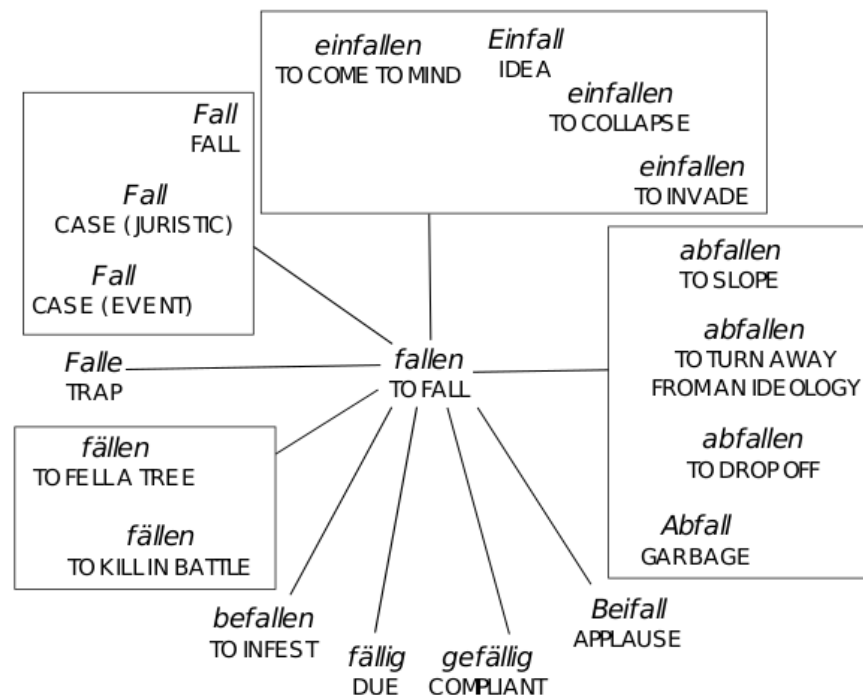 einfallen
TO COME TO MIND
Einfall
IDEA
einfallen
TO COLLAPSE
einfallen
TO INVADE
Fall
FALL
Fall
CASE (JURISTIC)
Fall
CASE (EVENT)
abfallen
TO SLOPE
abfallen
TO TURN AWAY
FROM AN IDEOLOGY
abfallen
TO DROP OFF
Abfall
GARBAGE
Falle
TRAP
fallen
TO FALL
fällen
TO FELL A TREE
fällen
TO KILL IN BATTLE
befallen
TO INFEST
fällig
DUE
gefällig
COMPLIANT
Beifall
APPLAUSE